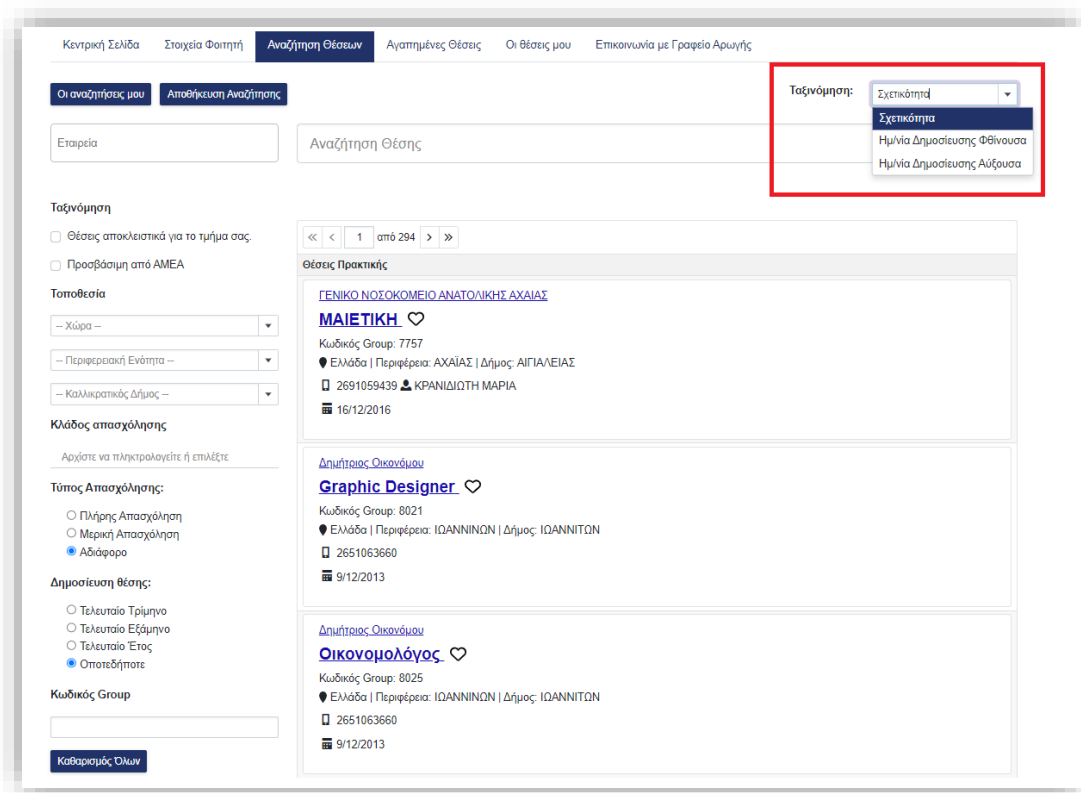 Κεντρική Σελίδα Στοιχεία Φοιτητή Αναζήτηση Θέσεων Αγαπημένες Θέσεις Οι θέσεις μου Επικοινωνία με Γραφείο Αρωγής
Οι αναζητήσεις μου Αποθήκευση Αναζήτησης Ταξινόμηση: Σχετικότητα
Σχετικότητα
Ημ/νία Δημοσίευσης Φθίνουσα
Ημ/νία Δημοσίευσης Αύξουσα
Εταιρεία Αναζήτηση Θέσης
Ταξινόμηση
Θέσεις αποκλειστικά για το τμήμα σας.
Προσβάσιμη από ΑΜΕΑ
Τοποθεσία
-- Χώρα --
-- Περιφερειακή Ενότητα --
-- Καλλικρατικός Δήμος --
Κλάδος απασχόλησης
Αρχίστε να πληκτρολογείτε ή επιλέξτε
Τύπος Απασχόλησης:
Πλήρης Απασχόληση
Μερική Απασχόληση
Αδιάφορο
Δημοσίευση θέσης:
Τελευταίο Τρίμηνο
Τελευταίο Εξάμηνο
Τελευταίο Έτος
Οποτεδήποτε
Κωδικός Group
Καθαρισμός Όλων
1 από 294
Θέσεις Πρακτικής
ΓΕΝΙΚΟ ΝΟΣΟΚΟΜΕΙΟ ΑΝΑΤΟΛΙΚΗΣ ΑΧΑΙΑΣ
ΜΑΙΕΤΙΚΗ
Κωδικός Group: 7757
Ελλάδα | Περιφέρεια: ΑΧΑΪΑΣ | Δήμος: ΑΙΓΙΑΛΕΙΑΣ
2691059439 ΚΡΑΝΙΔΙΩΤΗ ΜΑΡΙΑ
16/12/2016
Δημήτριος Οικονόμου
Graphic Designer
Κωδικός Group: 8021
Ελλάδα | Περιφέρεια: ΙΩΑΝΝΙΝΩΝ | Δήμος: ΙΩΑΝΝΙΤΩΝ
2651063660
9/12/2013
Δημήτριος Οικονόμου
Οικονομολόγος
Κωδικός Group: 8025
Ελλάδα | Περιφέρεια: ΙΩΑΝΝΙΝΩΝ | Δήμος: ΙΩΑΝΝΙΤΩΝ
2651063660
9/12/2013